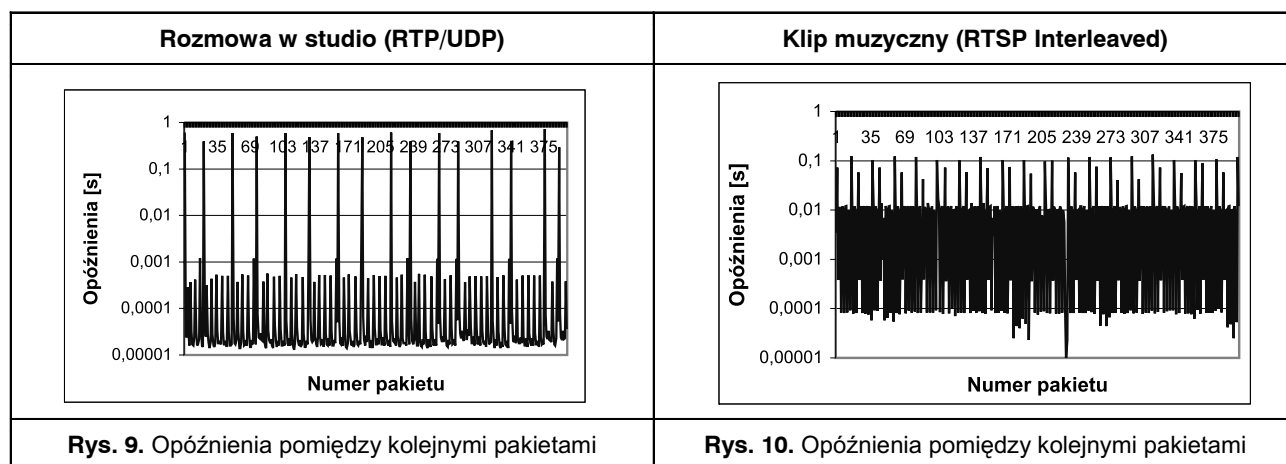 Rozmowa w studio (RTP/UDP)
Klip muzyczny (RTSP Interleaved)
Opóźnienia [s]
1
0,1
0,01
0,001
0,0001
0,00001
1 35 69 103 137 171 205 239 273 307 341 375
Numer pakietu
Opóźnienia [s]
1
0,1
0,01
0,001
0,0001
0,00001
1 35 69 103 137 171 205 239 273 307 341 375
Numer pakietu
Rys. 9. Opóźnienia pomiędzy kolejnymi pakietami
Rys. 10. Opóźnienia pomiędzy kolejnymi pakietami